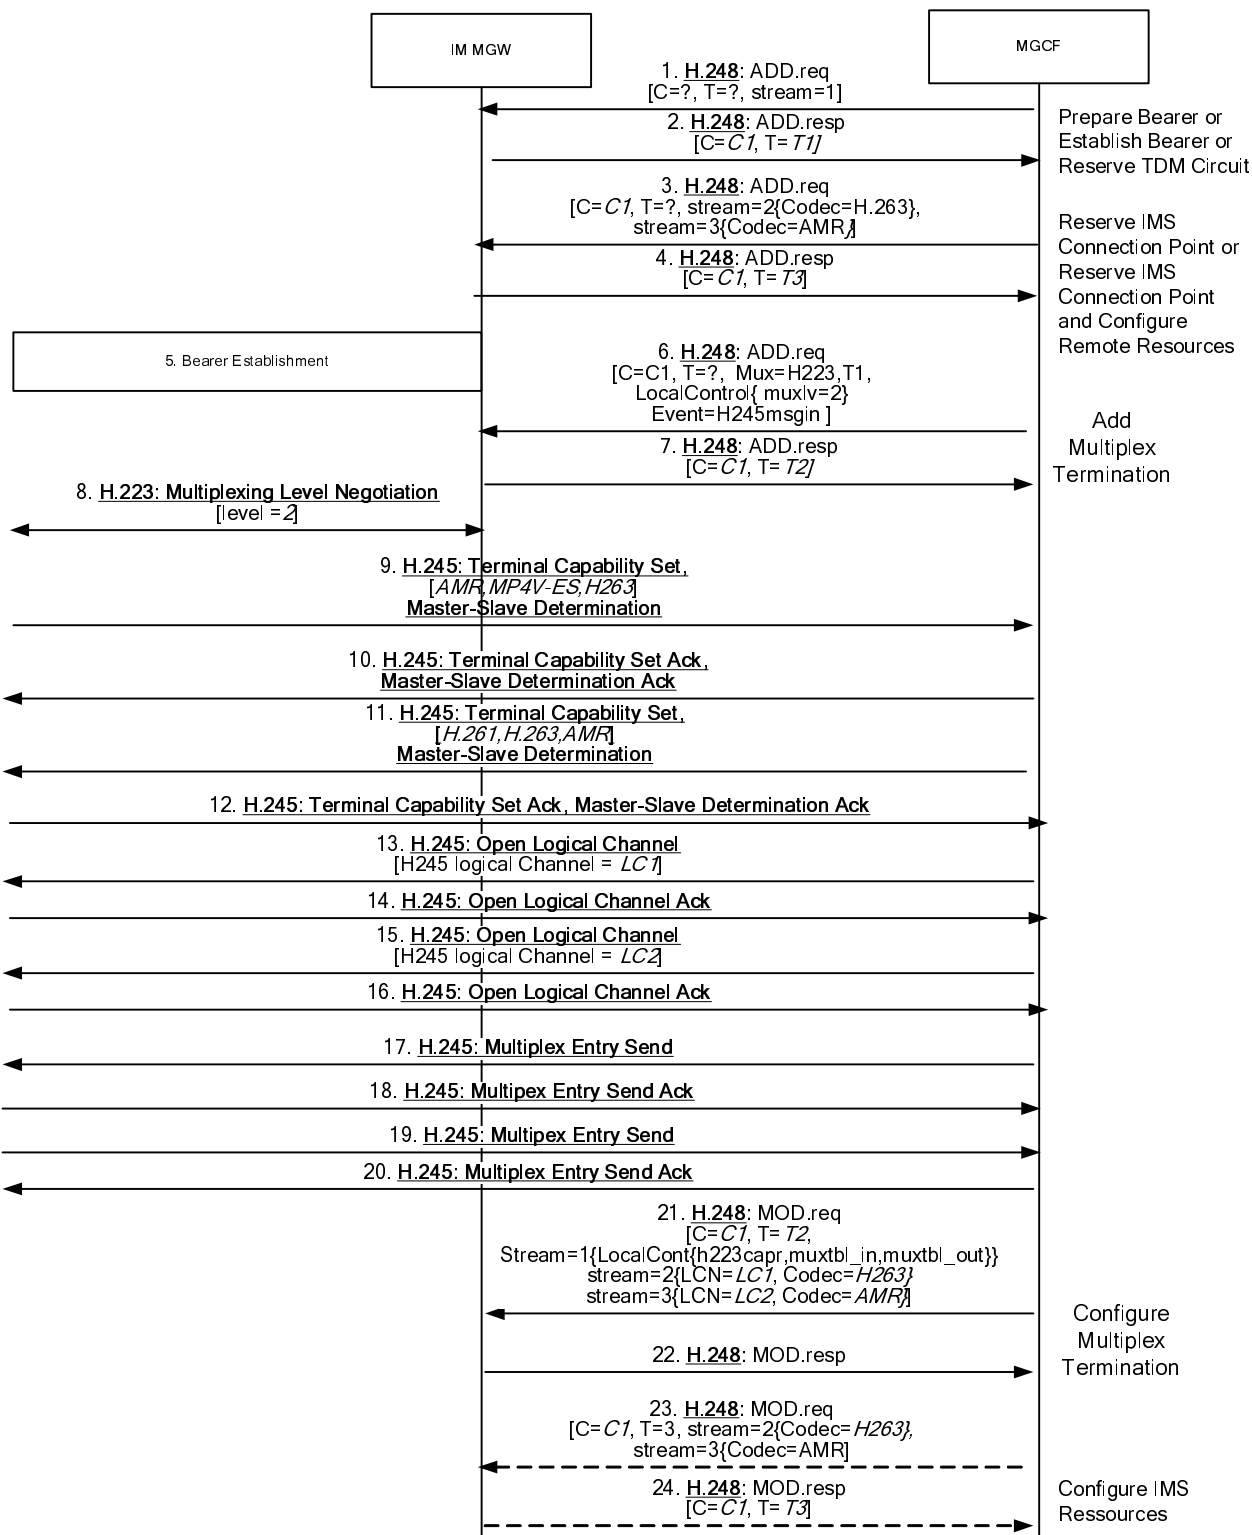 IM MGW
MGCF
1. H.248: ADD.req
[C=?, T=?, stream=1]
2. H.248: ADD.resp
[C=C1, T=T1]
Prepare Bearer or
Establish Bearer or
Reserve TDM Circuit
3. H.248: ADD.req
[C=C1, T=?, stream=2{Codec=H.263},
stream=3{Codec=AMR}]
4. H.248: ADD.resp
[C=C1, T=T3]
Reserve IMS
Connection Point or
Reserve IMS
Connection Point
and Configure
Remote Resources
5. Bearer Establishment
6. H.248: ADD.req
[C=C1, T=?, Mux=H223,T1,
LocalControl{ muxlv=2}
Event=H245msgin ]
7. H.248: ADD.resp
[C=C1, T=T2]
Add
Multiplex
Termination
8. H.223: Multiplexing Level Negotiation
[level =2]
9. H.245: Terminal Capability Set,
[AMR,MP4V-ES,H263]
Master-Slave Determination
10. H.245: Terminal Capability Set Ack,
Master-Slave Determination Ack
11. H.245: Terminal Capability Set,
[H.261,H.263,AMR]
Master-Slave Determination
12. H.245: Terminal Capability Set Ack, Master-Slave Determination Ack
13. H.245: Open Logical Channel
[H245 logical Channel = LC1]
14. H.245: Open Logical Channel Ack
15. H.245: Open Logical Channel
[H245 logical Channel = LC2]
16. H.245: Open Logical Channel Ack
17. H.245: Multiplex Entry Send
18. H.245: Multipex Entry Send Ack
19. H.245: Multipex Entry Send
20. H.245: Multiplex Entry Send Ack
21. H.248: MOD.req
[C=C1, T=T2,
Stream=1{LocalCont{h223capr,muxtbl_in,muxtbl_out}}
stream=2{LCN=LC1, Codec=H263}
stream=3{LCN=LC2, Codec=AMR}]
22. H.248: MOD.resp
Configure
Multiplex
Termination
23. H.248: MOD.req
[C=C1, T=3, stream=2{Codec=H263},
stream=3{Codec=AMR]
24. H.248: MOD.resp
[C=C1, T=T3]
Configure IMS
Ressources